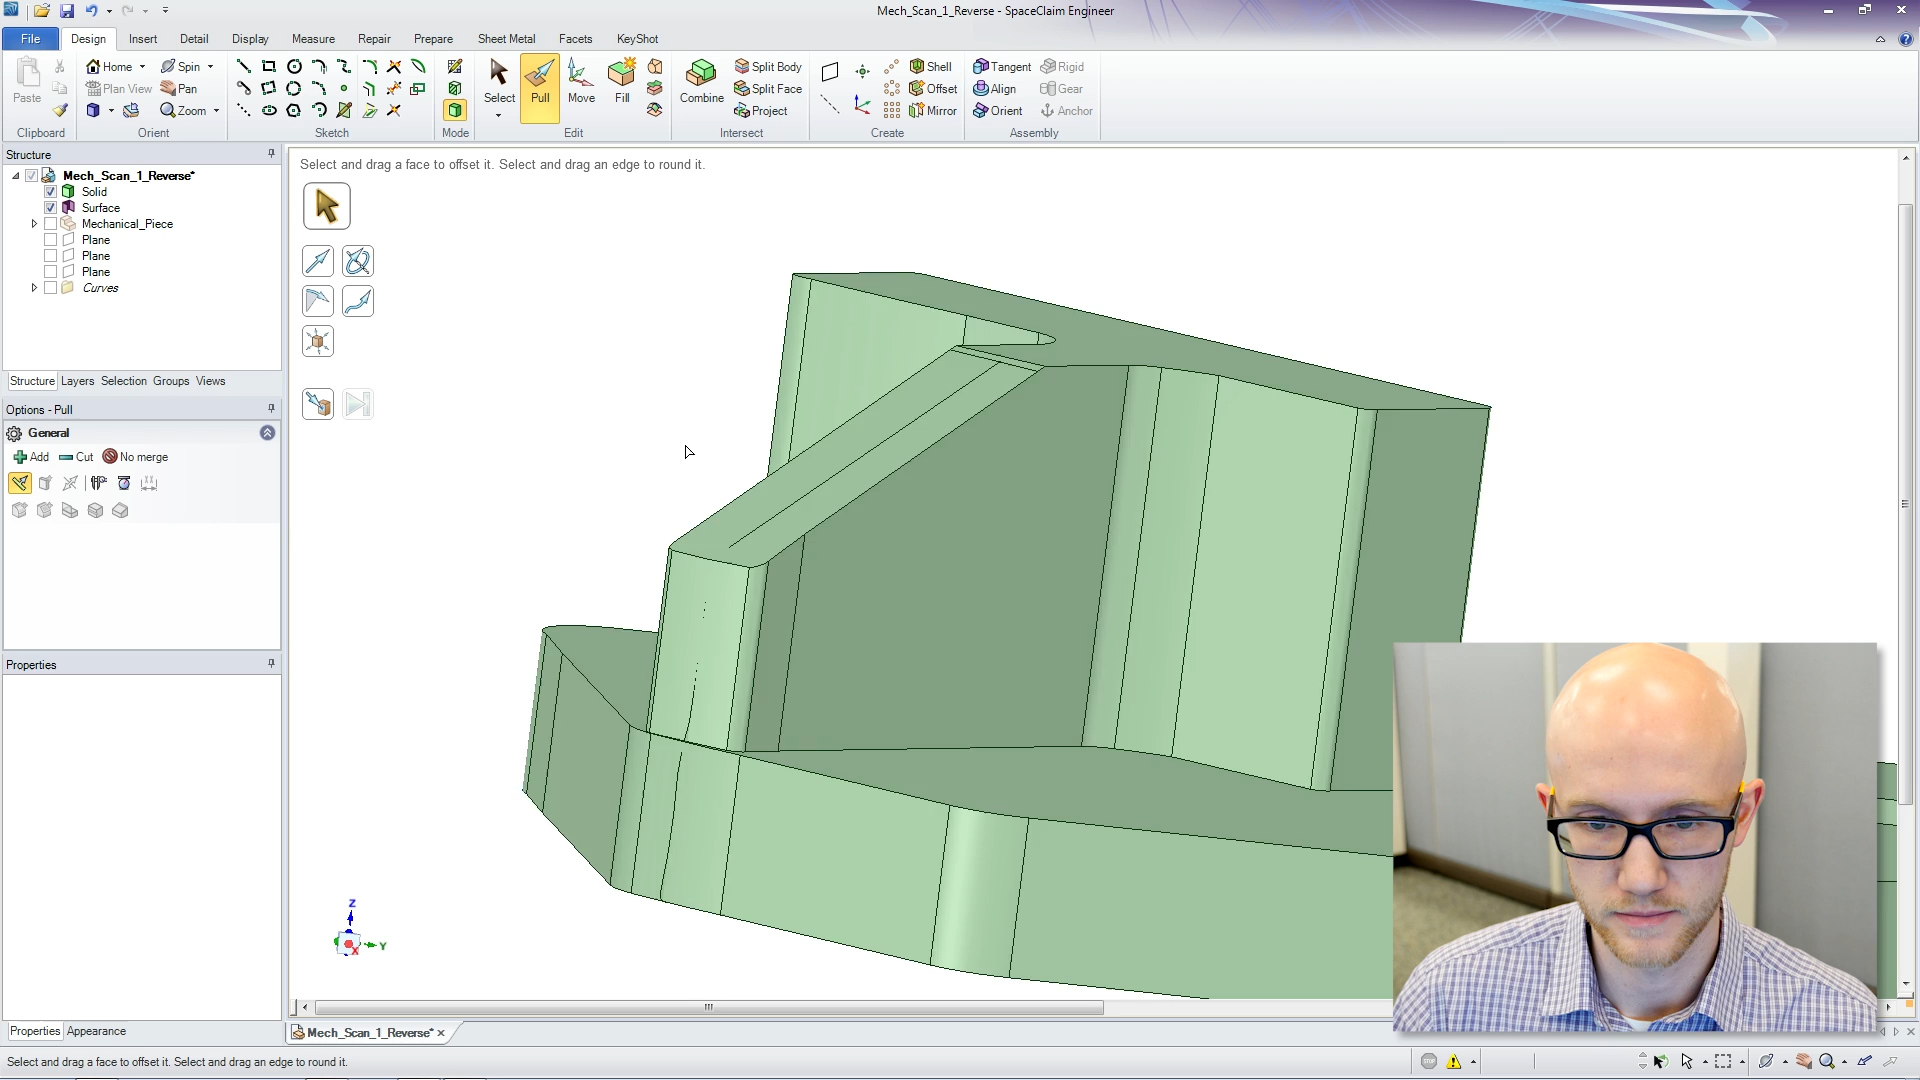 Mech_Scan_1_Reverse - SpaceClaim Engineer
File Design Insert Detail Display Measure Repair Prepare Sheet Metal Facets KeyShot
Paste
Clipboard
Home Spin
Plan View Pan
Zoom
Orient
Sketch
Mode
Select Pull Move Fill
Edit
Combine
Split Body
Split Face
Project
Intersect
Shell
Offset
Mirror
Create
Tangent Rigid
Align Gear
Orient Anchor
Assembly
Structure
Mech_Scan_1_Reverse*
Solid
Surface
Mechanical_Piece
Plane
Plane
Plane
Curves
Structure Layers Selection Groups Views
Options - Pull
General
Add Cut No merge
Properties
Properties Appearance
Select and drag a face to offset it. Select and drag an edge to round it.
Z
Y
X
Mech_Scan_1_Reverse*
Select and drag a face to offset it. Select and drag an edge to round it.